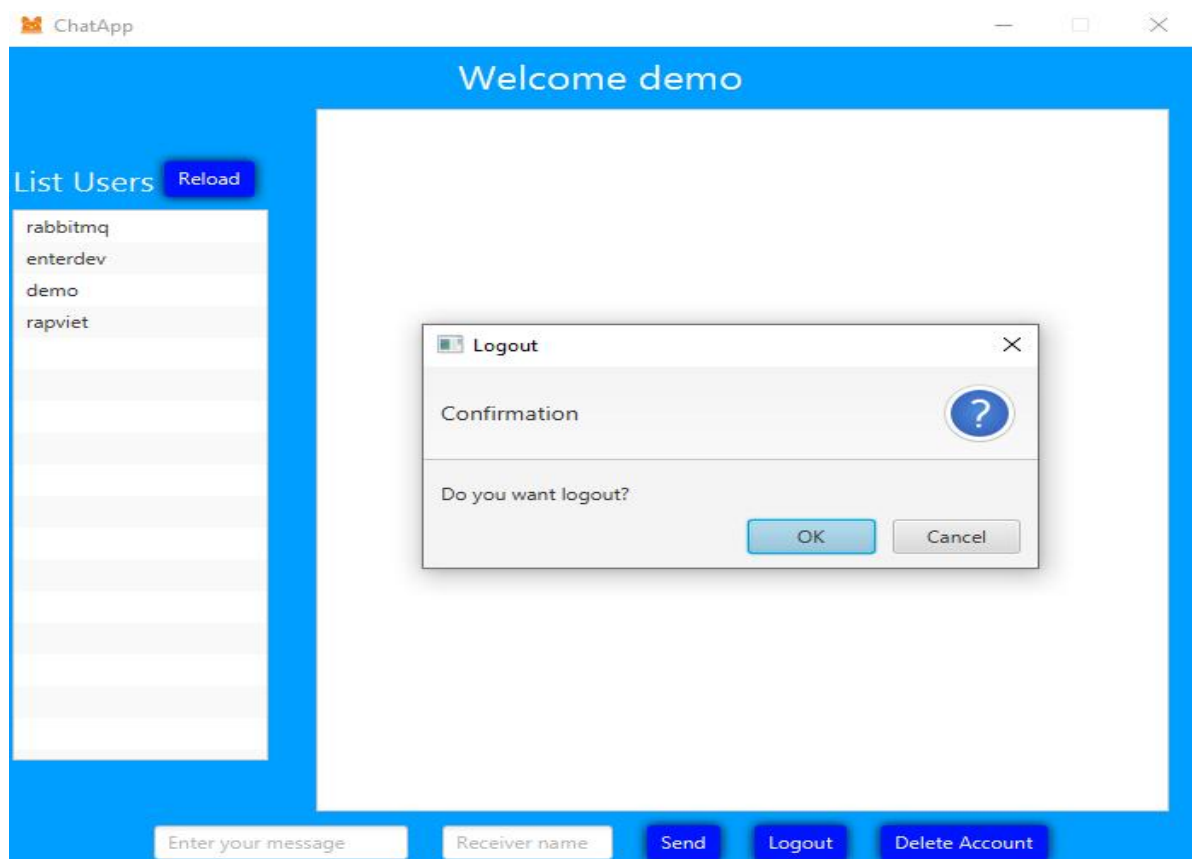 ChatApp
Welcome demo
List Users
Reload
rabbitmq
enterdev
demo
rapviet
Logout
Confirmation
?
Do you want logout?
OK
Cancel
Enter your message
Receiver name
Send
Logout
Delete Account